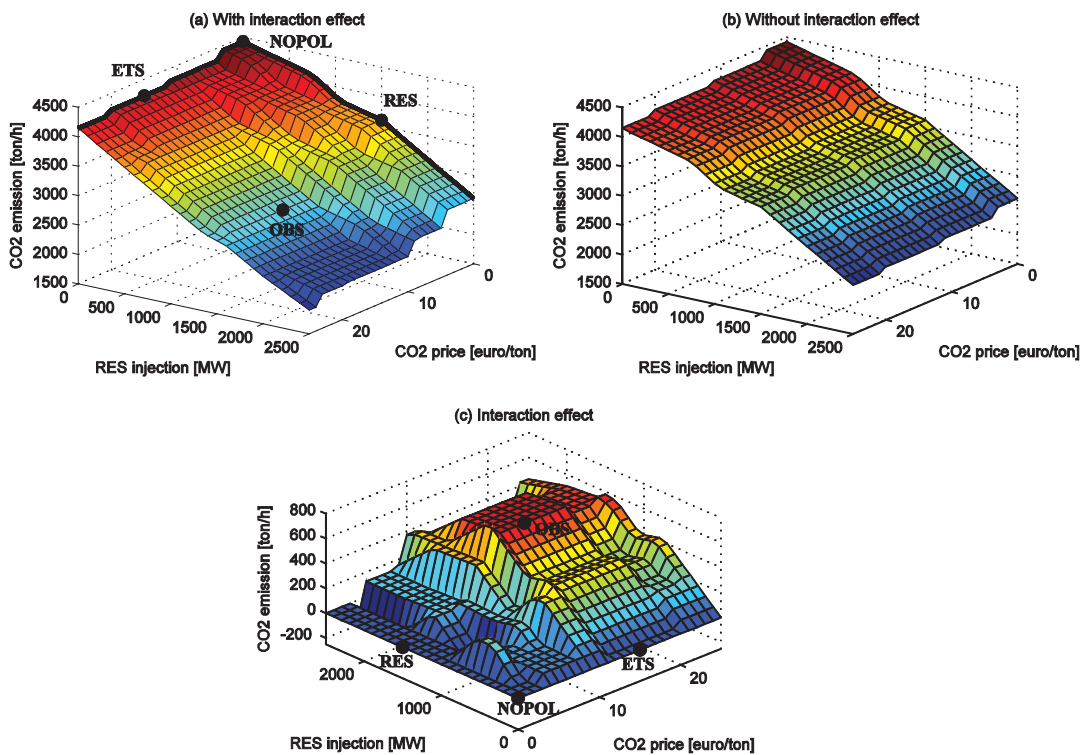 (a) With interaction effect
NOPOL
ETS
RES
OBS
4500
4000
3500
3000
2500
2000
1500
CO2 emission [ton/h]
0
500
1000
1500
2000
2500
RES injection [MW]
0
10
20
CO2 price [euro/ton]
(b) Without interaction effect
4500
4000
3500
3000
2500
2000
1500
CO2 emission [ton/h]
0
500
1000
1500
2000
2500
RES injection [MW]
0
10
20
CO2 price [euro/ton]
(c) Interaction effect
800
600
400
200
0
-200
CO2 emission [ton/h]
OBS
RES
ETS
NOPOL
2000
1000
0
RES injection [MW]
0
10
20
CO2 price [euro/ton]